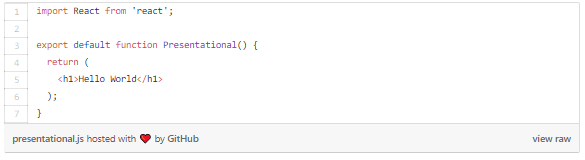 1 import React from 'react';
2
3 export default function Presentational() {
4   return (
5     <h1>Hello World</h1>
6   );
7 }
presentational.js hosted with ❤ by GitHub view raw